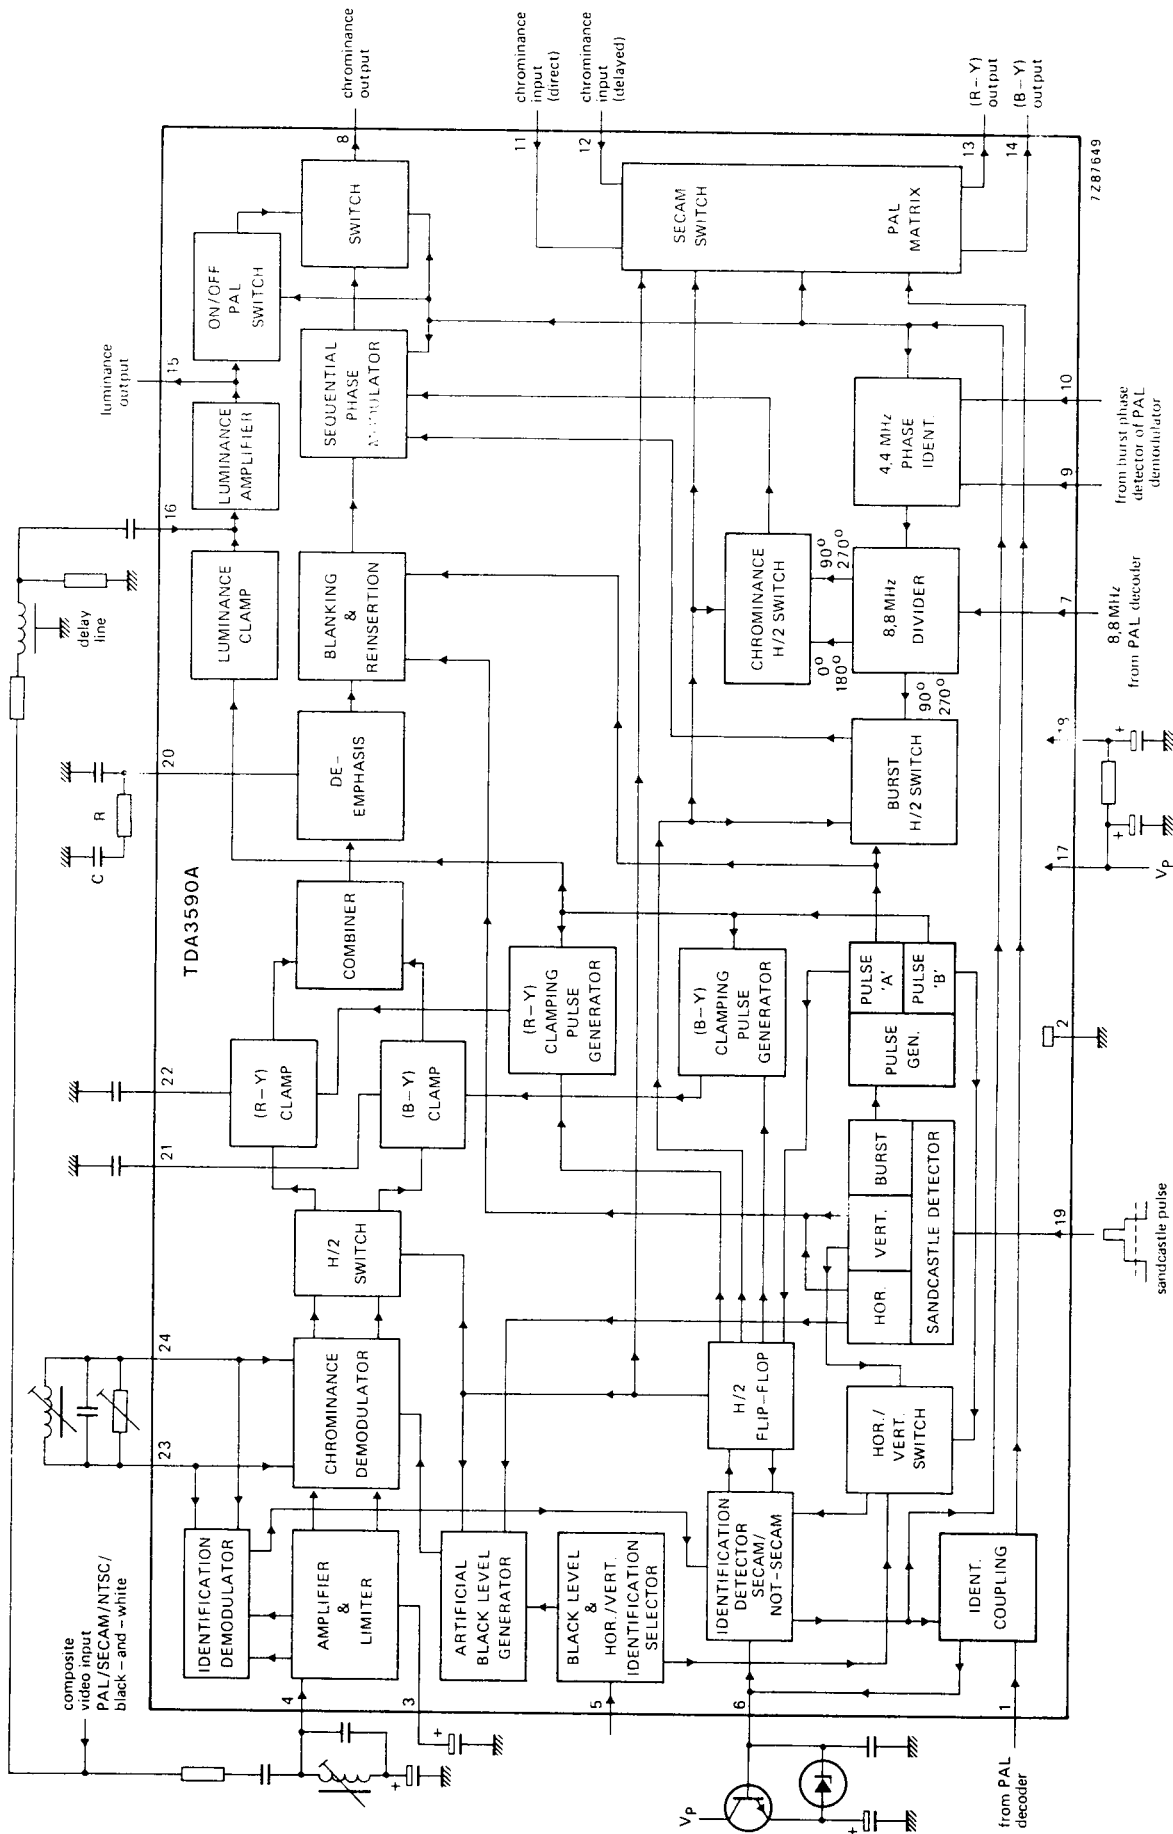 composite
video input
PAL/SECAM/NTSC/
black-and-white
delay
line
luminance
output
chrominance
output
chrominance
input
(direct)
chrominance
input
(delayed)
(R-Y)
output
(B-Y)
output
TDA3590A
4
3
5
6
1
23
24
21
22
C
R
20
16
15
8
11
12
13
14
10
9
7
18
17
2
19
IDENTIFICATION
DEMODULATOR
AMPLIFIER
&
LIMITER
CHROMINANCE
DEMODULATOR
H/2
SWITCH
(R-Y)
CLAMP
(B-Y)
CLAMP
COMBINER
DE-
EMPHASIS
LUMINANCE
CLAMP
BLANKING
&
REINSERTION
LUMINANCE
AMPLIFIER
SEQUENTIAL
PHASE
MODULATOR
ON/OFF
PAL
SWITCH
SWITCH
ARTIFICIAL
BLACK LEVEL
GENERATOR
BLACK LEVEL
&
HOR./VERT.
IDENTIFICATION
SELECTOR
(R-Y)
CLAMPING
PULSE
GENERATOR
(B-Y)
CLAMPING
PULSE
GENERATOR
CHROMINANCE
H/2 SWITCH
0°
180°
90°
270°
SECAM
SWITCH
PAL
MATRIX
IDENTIFICATION
DETECTOR
SECAM/
NOT-SECAM
H/2
FLIP-FLOP
HOR./
VERT.
SWITCH
IDENT.
COUPLING
HOR.
VERT.
BURST
SANDCASTLE DETECTOR
PULSE
GEN.
PULSE
'A'
PULSE
'B'
BURST
H/2 SWITCH
90°
270°
8,8 MHz
DIVIDER
4,4 MHz
PHASE
IDENT.
VP
from PAL
decoder
sandcastle pulse
VP
8,8 MHz
from PAL decoder
from burst phase
detector of PAL
demodulator
7Z87649
+
+
+
+
+